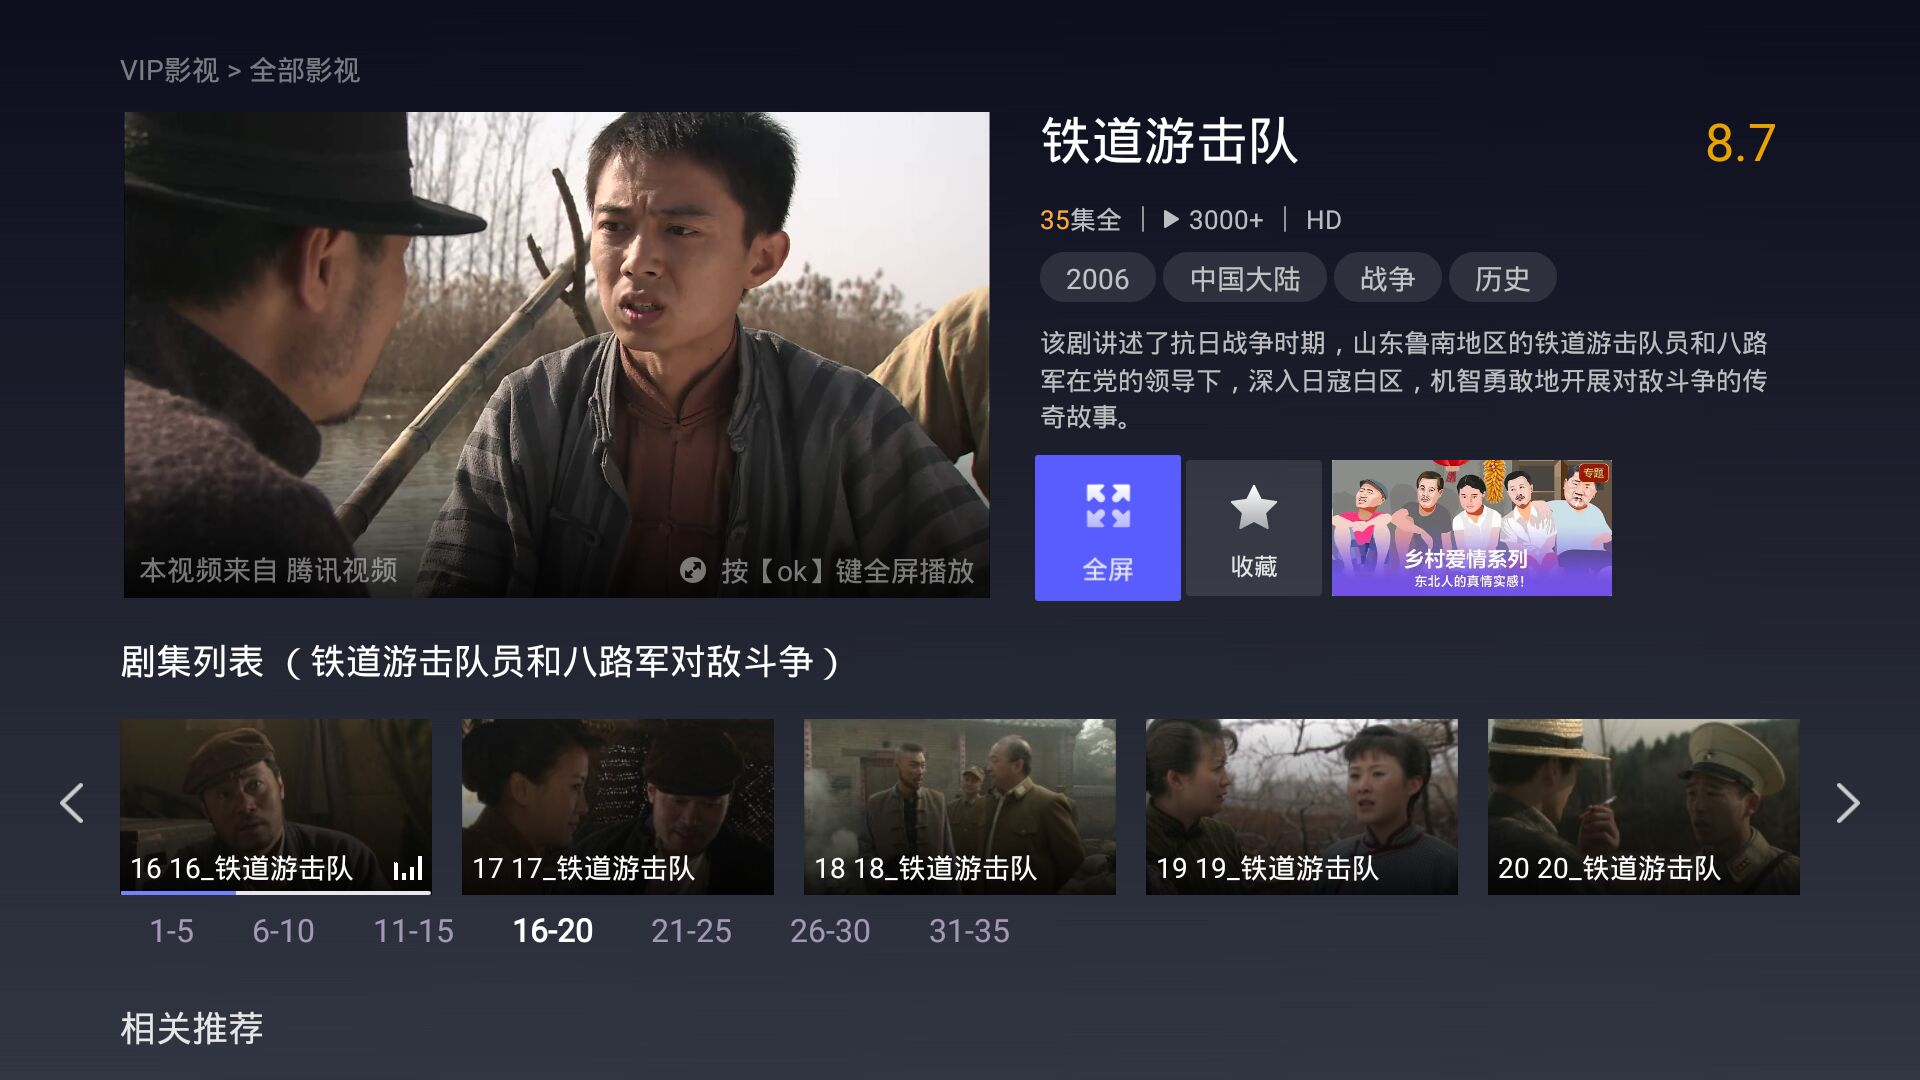 VIP影视 > 全部影视
铁道游击队
8.7
35集全 | 3000+ | HD
2006 中国大陆 战争 历史
该剧讲述了抗日战争时期，山东鲁南地区的铁道游击队员和八路
军在党的领导下，深入日寇白区，机智勇敢地开展对敌斗争的传
奇故事。
本视频来自 腾讯视频
按【ok】键全屏播放
全屏
收藏
专题
乡村爱情系列
东北人的真情实感!
剧集列表（铁道游击队员和八路军对敌斗争）
16 16_铁道游击队
17 17_铁道游击队
18 18_铁道游击队
19 19_铁道游击队
20 20_铁道游击队
1-5 6-10 11-15 16-20 21-25 26-30 31-35
相关推荐